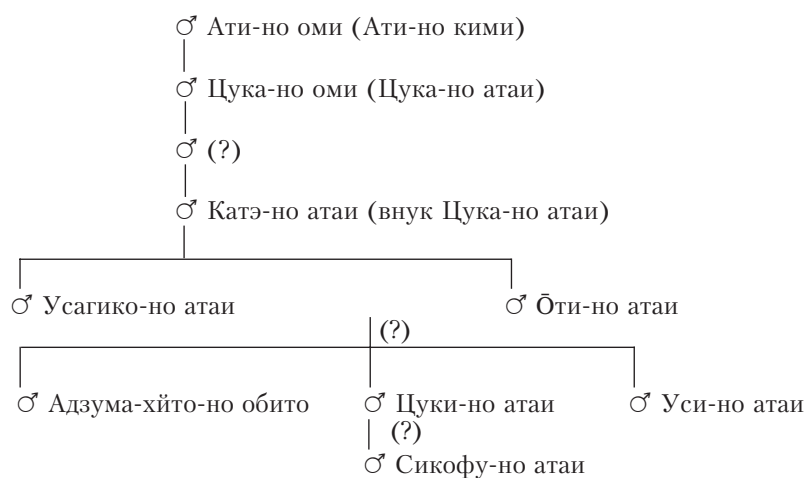 ♂ Ати-но оми (Ати-но кими)
♂ Цука-но оми (Цука-но атаи)
♂ (?)
♂ Катэ-но атаи (внук Цука-но атаи)
♂ Усагико-но атаи ♂ Ōти-но атаи
(?)
♂ Адзума-хӣто-но обито ♂ Цуки-но атаи ♂ Уси-но атаи
(?)
♂ Сикофу-но атаи